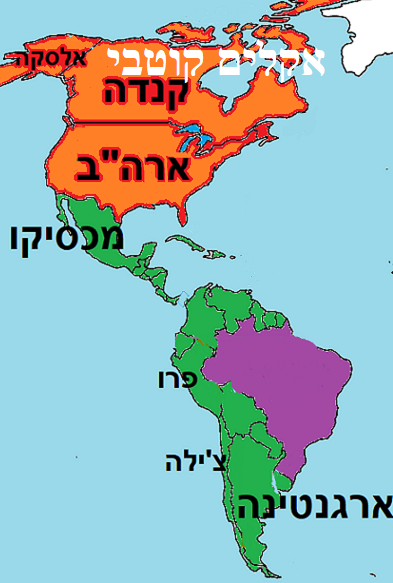 אקלים קוטבי
אלסקה
קנדה
ארה"ב
מכסיקו
פרו
צ'ילה
ארגנטינה